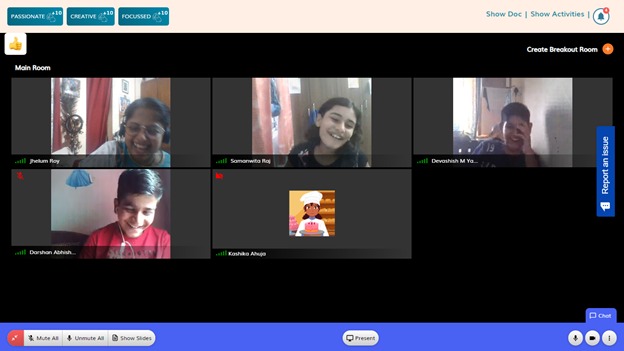 PASSIONATE +10
CREATIVE +10
FOCUSSED +10
Show Doc | Show Activities |
Create Breakout Room
Main Room
Jhelum Roy
Samonwita Raj
Devashish M Ya...
Report an Issue
Darshan Abhish...
Kashika Ahuja
Chat
Mute All
Unmute All
Show Slides
Present